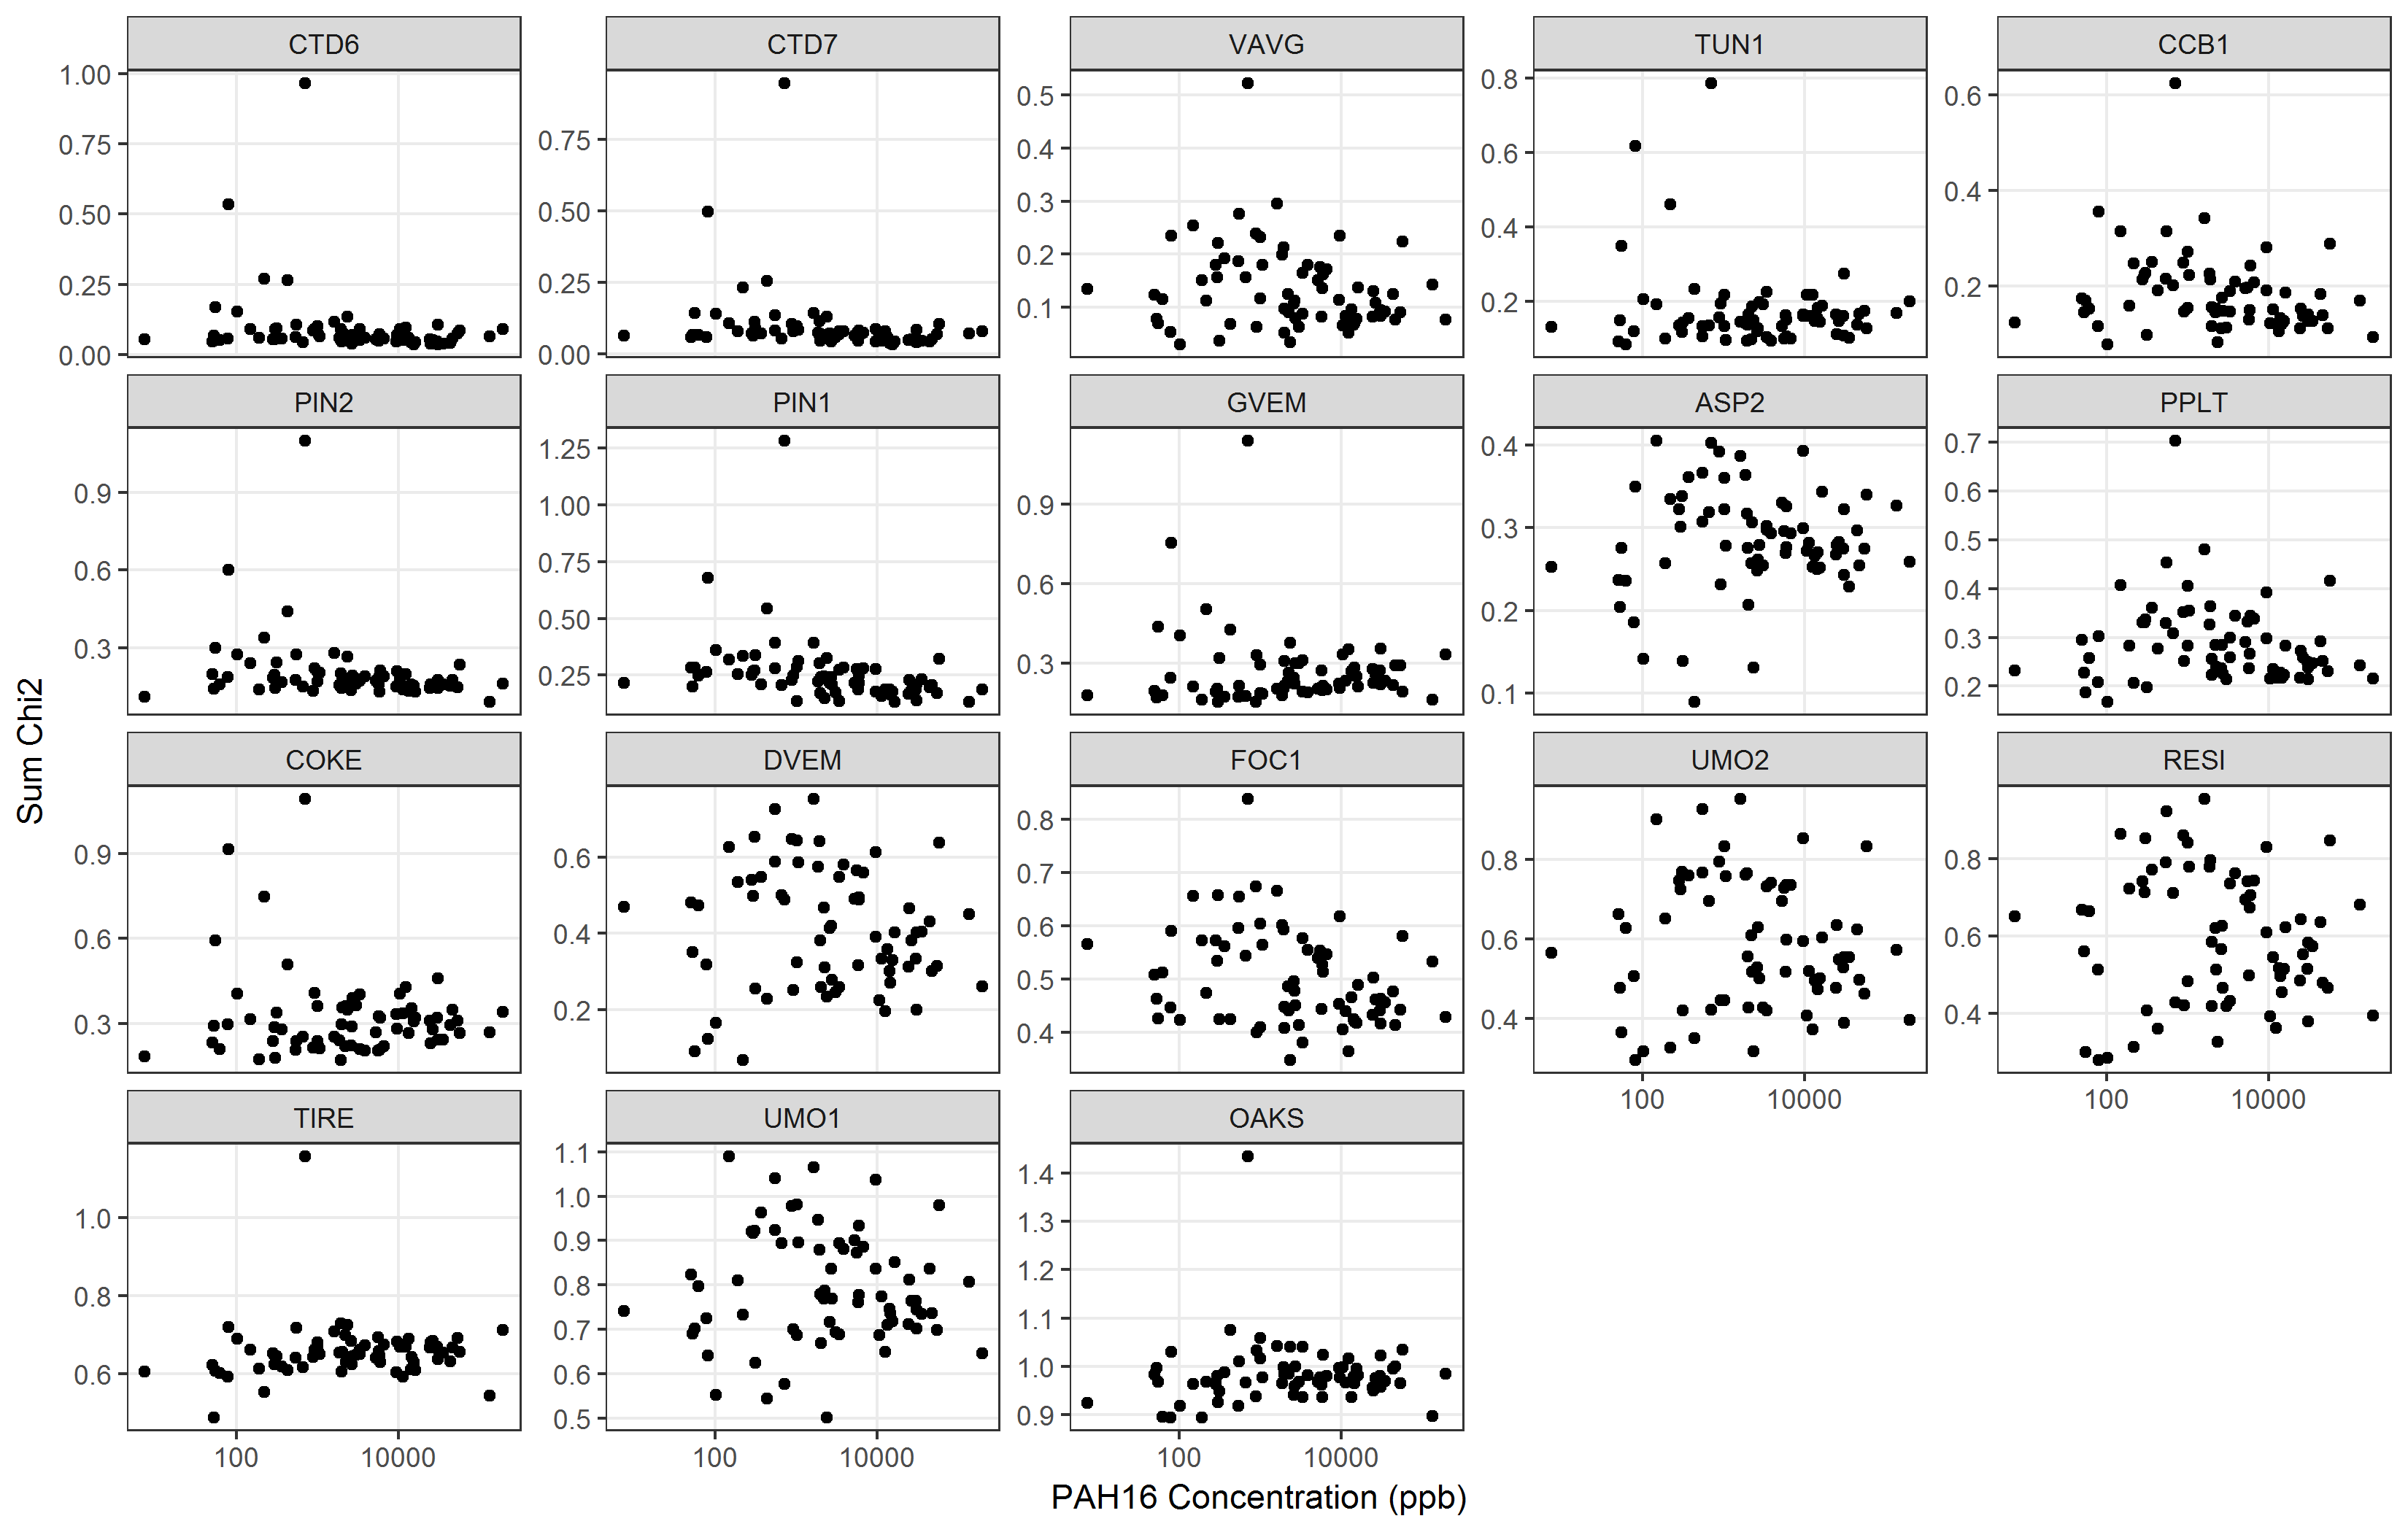 CTD6 CTD7 VAVG TUN1 CCB1
1.00 0.75 0.50 0.25 0.00
0.75 0.50 0.25 0.00
0.5 0.4 0.3 0.2 0.1
0.8 0.6 0.4 0.2
0.6 0.4 0.2
PIN2 PIN1 GVEM ASP2 PPLT
0.9 0.6 0.3
1.25 1.00 0.75 0.50 0.25
0.9 0.6 0.3
0.4 0.3 0.2 0.1
0.7 0.6 0.5 0.4 0.3 0.2
Sum Chi2
COKE DVEM FOC1 UMO2 RESI
0.9 0.6 0.3
0.6 0.4 0.2
0.8 0.7 0.6 0.5 0.4
0.8 0.6 0.4
0.8 0.6 0.4
100 10000 100 10000
TIRE UMO1 OAKS
1.0 0.8 0.6
1.1 1.0 0.9 0.8 0.7 0.6 0.5
1.4 1.3 1.2 1.1 1.0 0.9
100 10000 100 10000 100 10000
PAH16 Concentration (ppb)